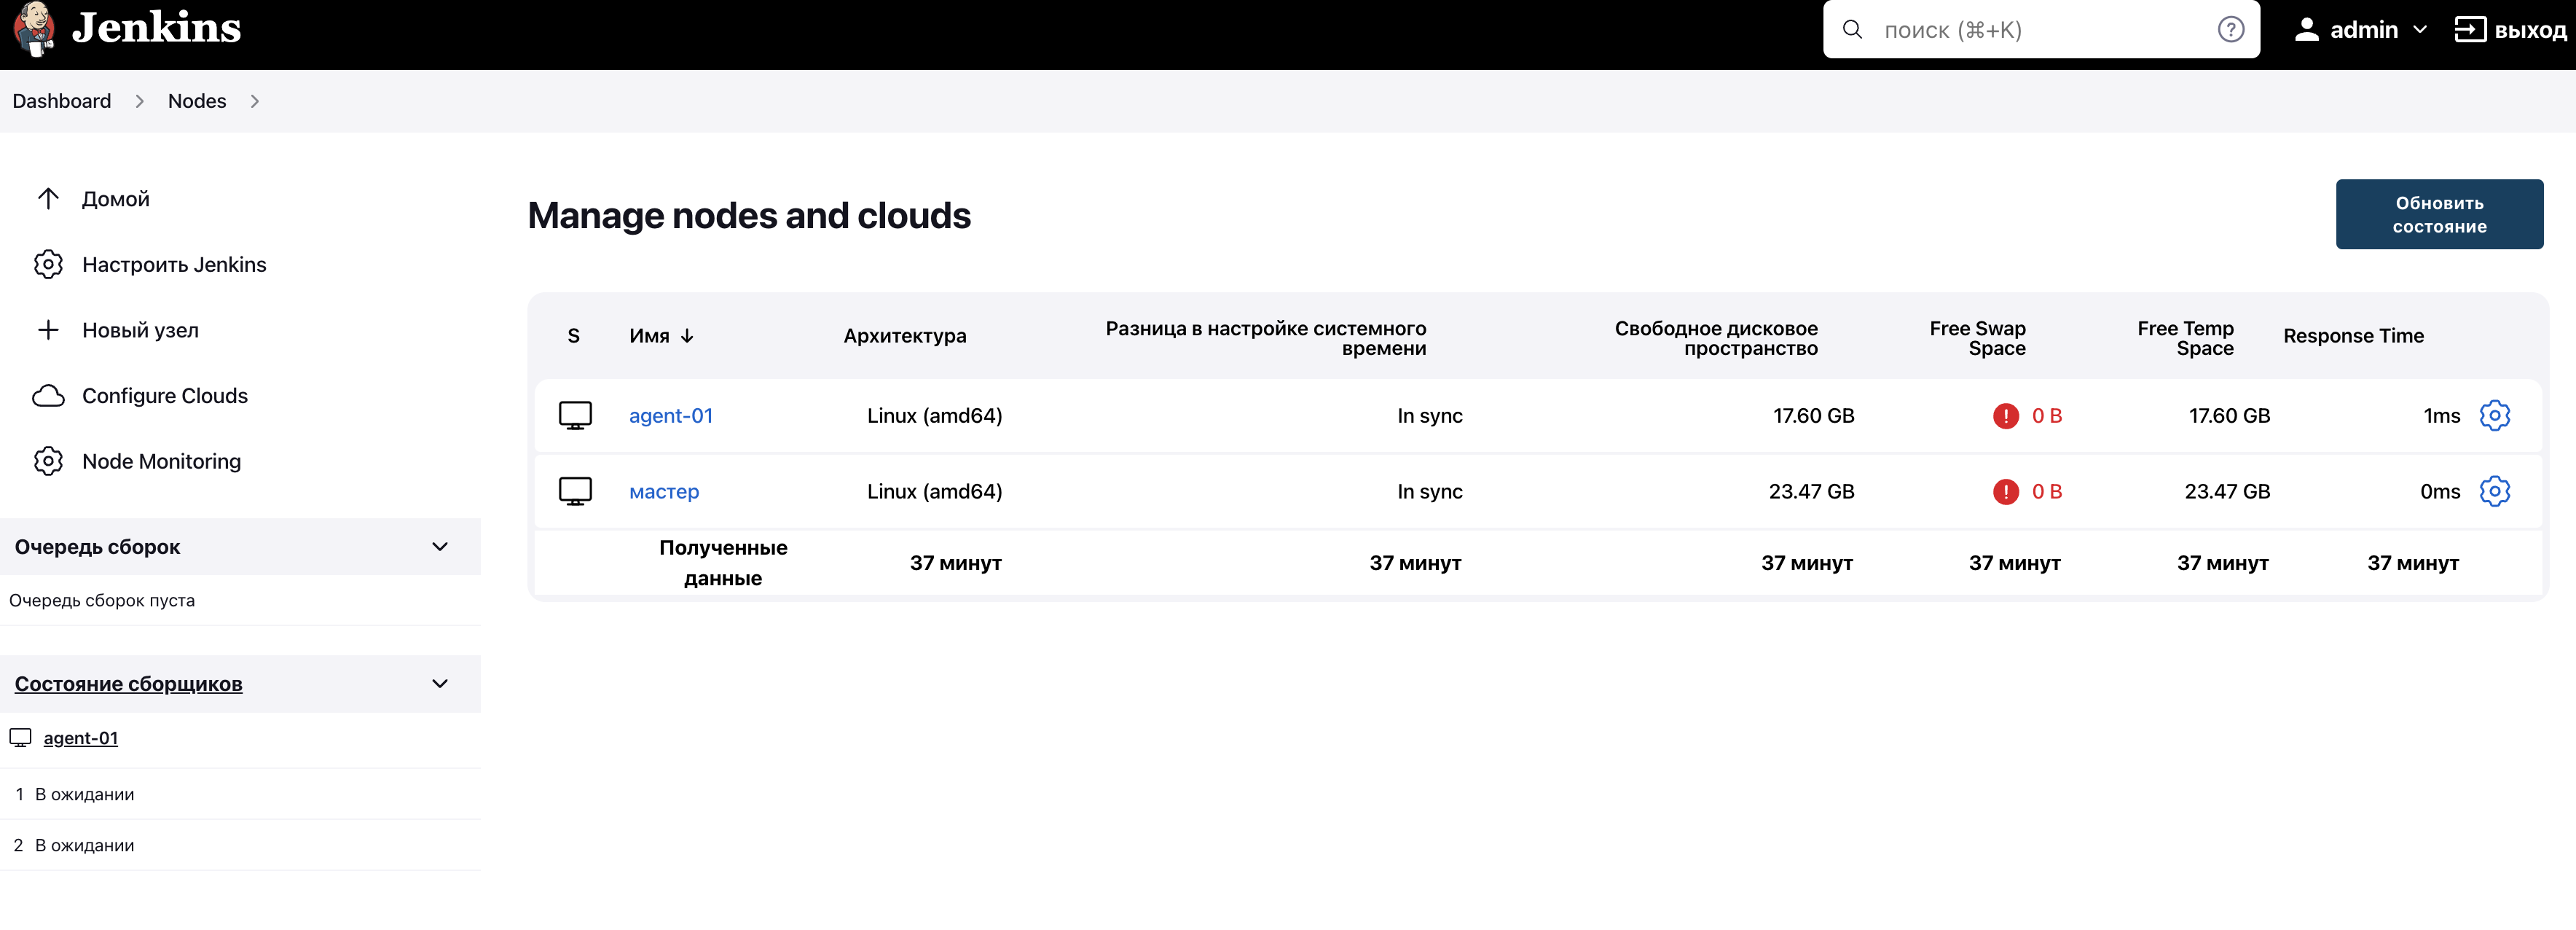 Jenkins
поиск (⌘+K)
admin
выход
Dashboard
Nodes
Домой
Настроить Jenkins
Новый узел
Configure Clouds
Node Monitoring
Очередь сборок
Очередь сборок пуста
Состояние сборщиков
agent-01
1 В ожидании
2 В ожидании
Manage nodes and clouds
Обновить
состояние
S
Имя ↓
Архитектура
Разница в настройке системного
времени
Свободное дисковое
пространство
Free Swap
Space
Free Temp
Space
Response Time
agent-01 Linux (amd64) In sync 17.60 GB 0 B 17.60 GB 1ms
мастер Linux (amd64) In sync 23.47 GB 0 B 23.47 GB 0ms
Полученные
данные
37 минут 37 минут 37 минут 37 минут 37 минут 37 минут